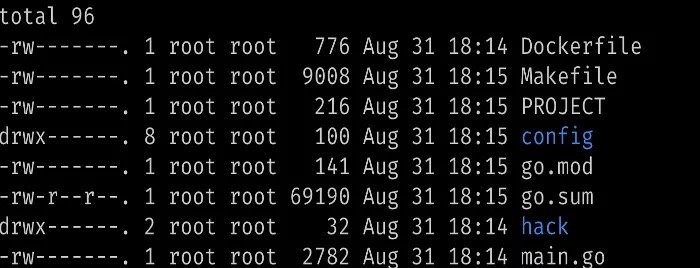 total 96
-rw-------. 1 root root   776 Aug 31 18:14 Dockerfile
-rw-------. 1 root root  9008 Aug 31 18:15 Makefile
-rw-------. 1 root root   216 Aug 31 18:15 PROJECT
drwx------. 8 root root   100 Aug 31 18:15 config
-rw-------. 1 root root   141 Aug 31 18:15 go.mod
-rw-r--r--. 1 root root 69190 Aug 31 18:15 go.sum
drwx------. 2 root root    32 Aug 31 18:14 hack
-rw-------. 1 root root  2782 Aug 31 18:14 main.go